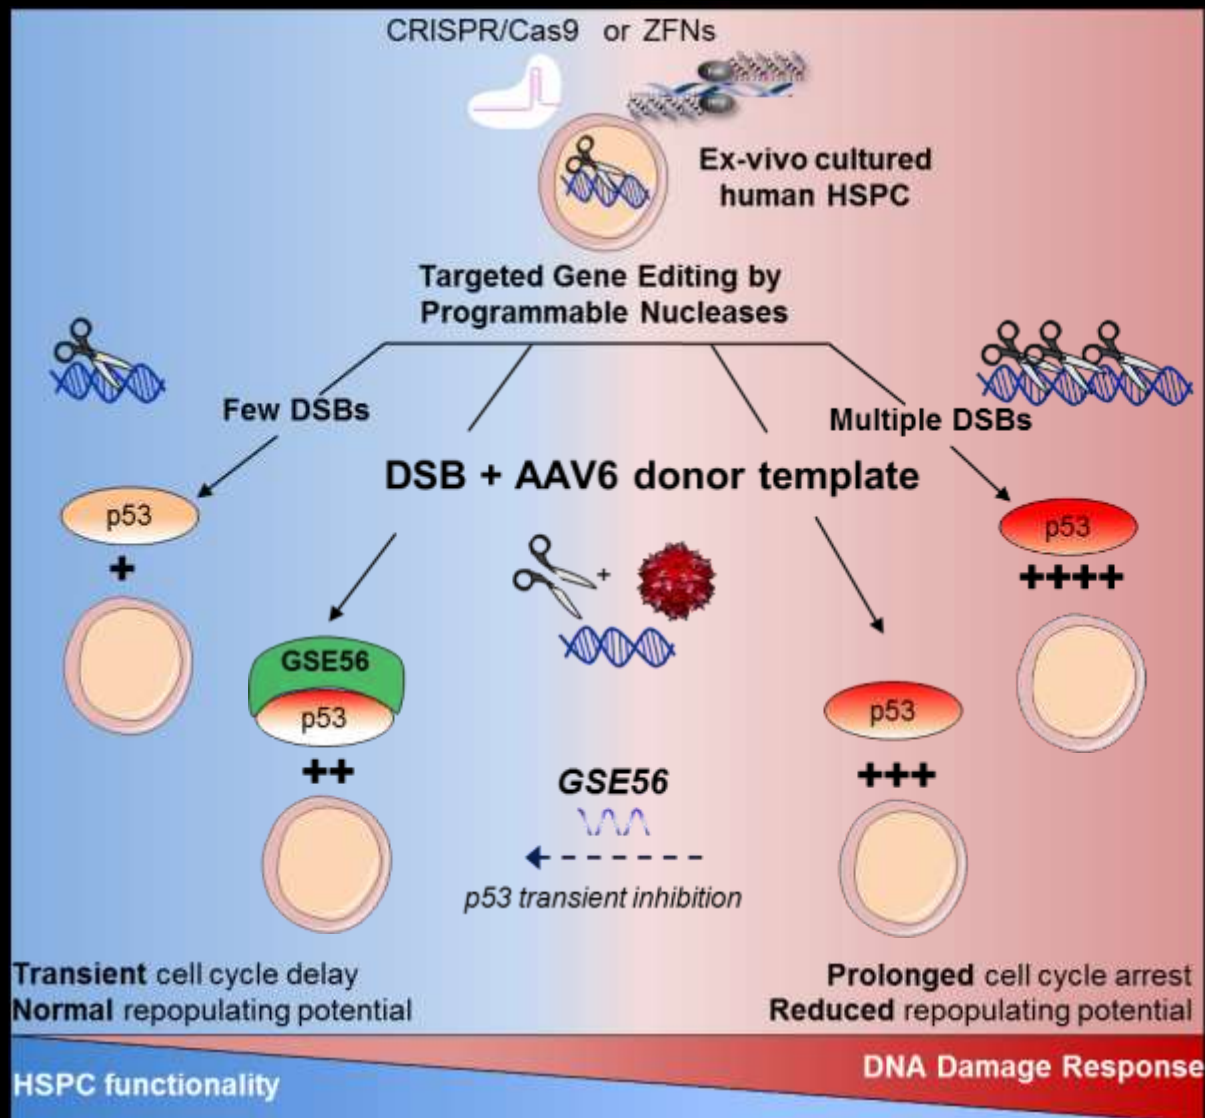 CRISPR/Cas9 or ZFNs
Ex-vivo cultured
human HSPC
Targeted Gene Editing by
Programmable Nucleases
Few DSBs
Multiple DSBs
DSB + AAV6 donor template
p53
+
p53
++++
+
GSE56
p53
++
p53
+++
GSE56
p53 transient inhibition
Transient cell cycle delay
Normal repopulating potential
Prolonged cell cycle arrest
Reduced repopulating potential
DNA Damage Response
HSPC functionality